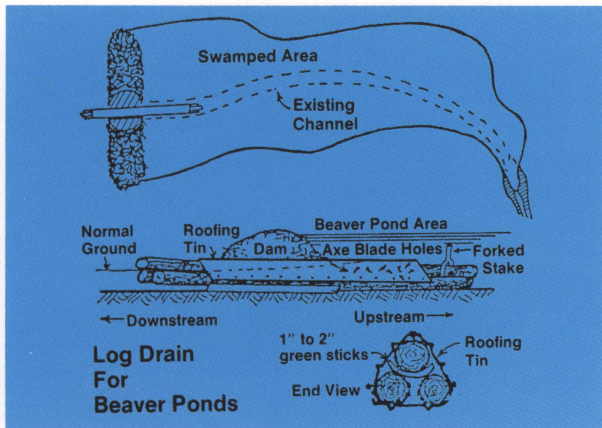 Swamped Area
Existing
Channel
Beaver Pond Area
Normal
Ground
Roofing
Tin
Dam
Axe Blade Holes
Forked
Stake
Downstream
Upstream
Log Drain
For
Beaver Ponds
1" to 2"
green sticks
Roofing
Tin
End View